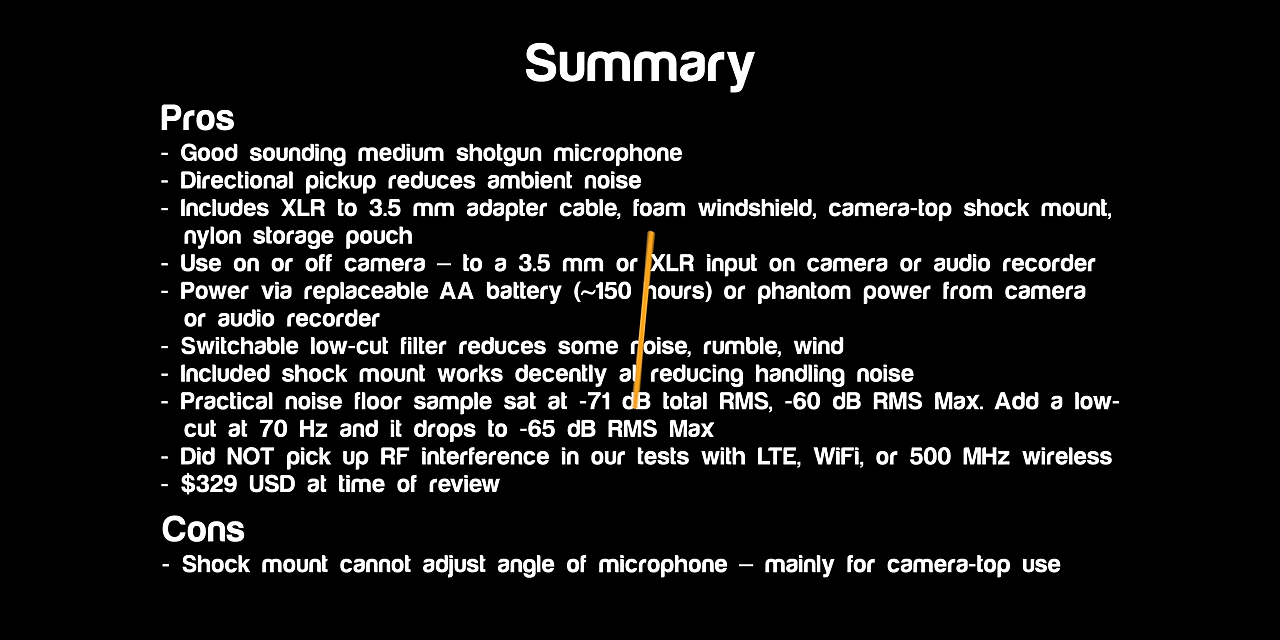 Summary
Pros
- Good sounding medium shotgun microphone
- Directional pickup reduces ambient noise
- Includes XLR to 3.5 mm adapter cable, foam windshield, camera-top shock mount,
nylon storage pouch
- Use on or off camera – to a 3.5 mm or XLR input on camera or audio recorder
- Power via replaceable AA battery (~150 hours) or phantom power from camera
or audio recorder
- Switchable low-cut filter reduces some noise, rumble, wind
- Included shock mount works decently at reducing handling noise
- Practical noise floor sample sat at -71 dB total RMS, -60 dB RMS Max. Add a low-
cut at 70 Hz and it drops to -65 dB RMS Max
- Did NOT pick up RF interference in our tests with LTE, WiFi, or 500 MHz wireless
- $329 USD at time of review
Cons
- Shock mount cannot adjust angle of microphone – mainly for camera-top use